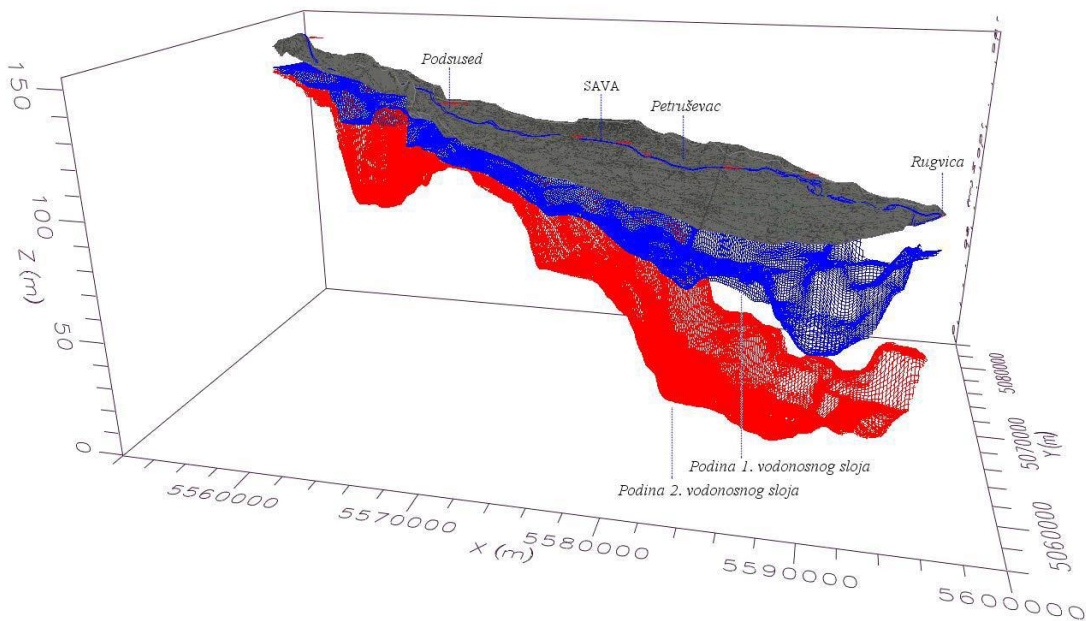 Podsused
SAVA
Petruševac
Rugvica
150
100
Z (m)
50
0
5560000
5570000
X (m)
5580000
5590000
5600000
5080000
5070000
Y(m)
5060000
Podina 1. vodonosnog sloja
Podina 2. vodonosnog sloja